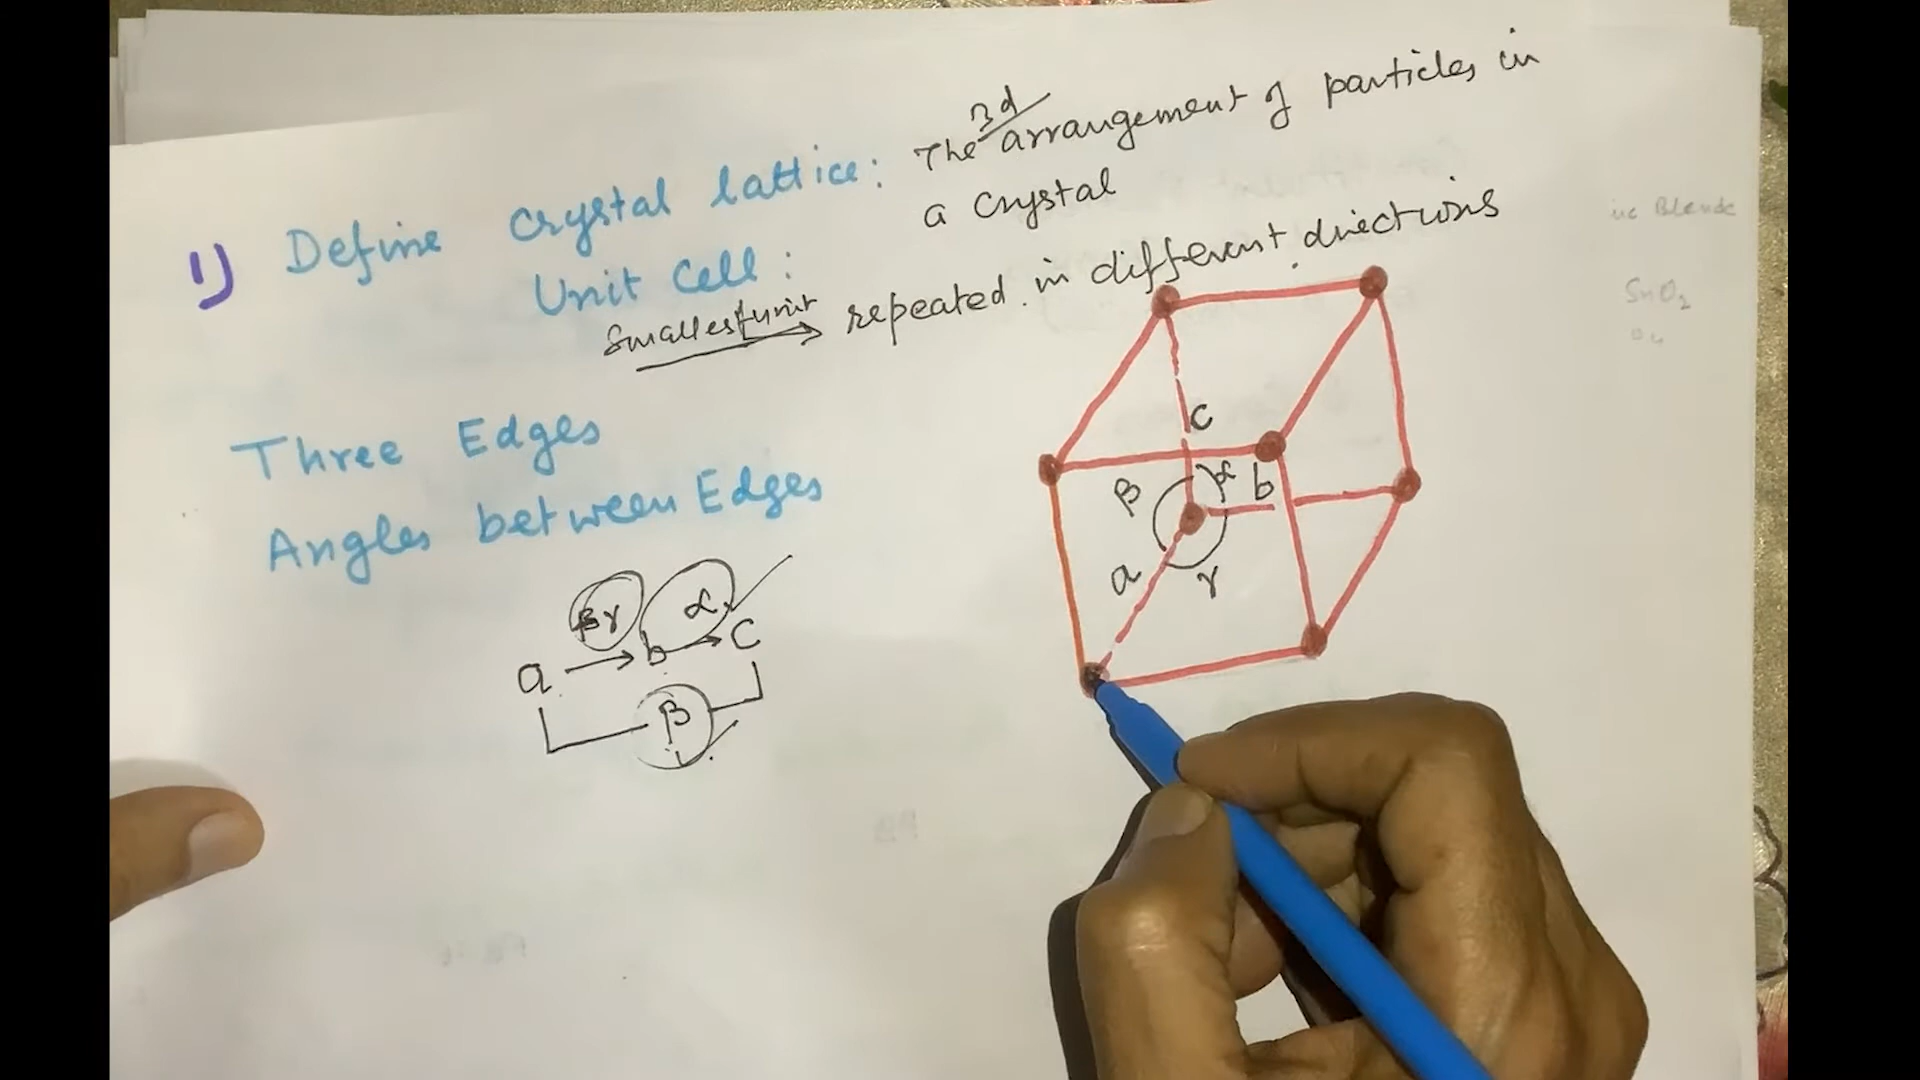 1) Define Crystal lattice: The 3d arrangement of particles in
a Crystal
Unit Cell:
Smallest unit repeated in different directions
Three Edges
Angles between Edges
βγ α
a → b → c
β
c
β α b
a γ
SnO2